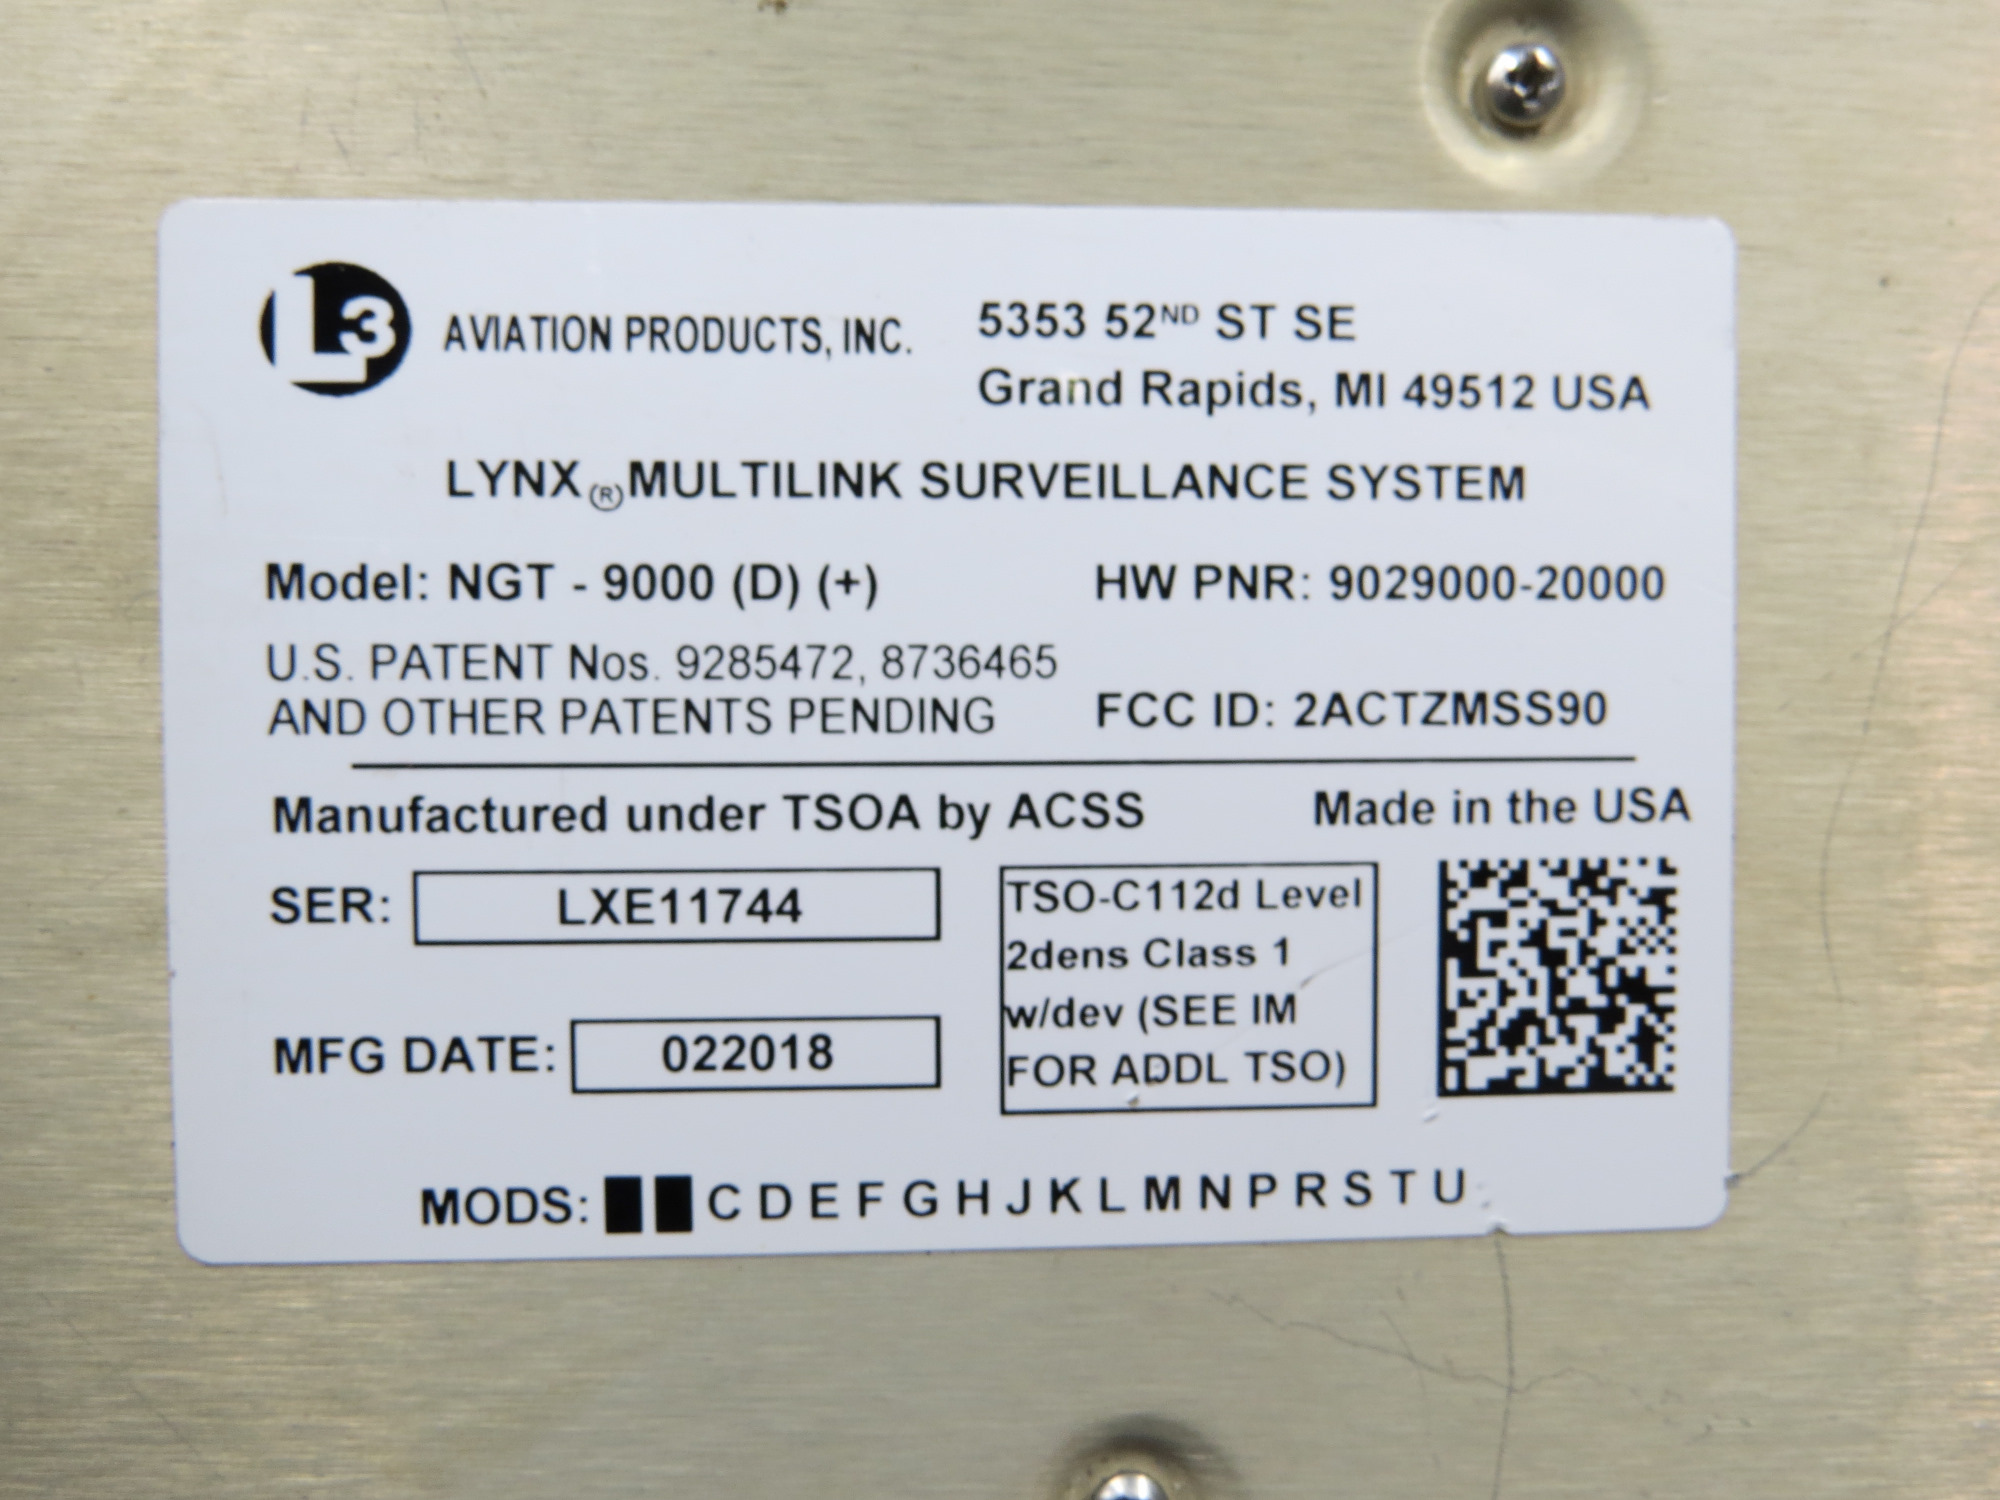 L3 AVIATION PRODUCTS, INC.
5353 52ND ST SE
Grand Rapids, MI 49512 USA
LYNX ® MULTILINK SURVEILLANCE SYSTEM
Model: NGT - 9000 (D) (+)
HW PNR: 9029000-20000
U.S. PATENT Nos. 9285472, 8736465
AND OTHER PATENTS PENDING
FCC ID: 2ACTZMSS90
Manufactured under TSOA by ACSS
Made in the USA
SER: LXE11744
MFG DATE: 022018
TSO-C112d Level
2dens Class 1
w/dev (SEE IM
FOR ADDL TSO)
MODS: C D E F G H J K L M N P R S T U